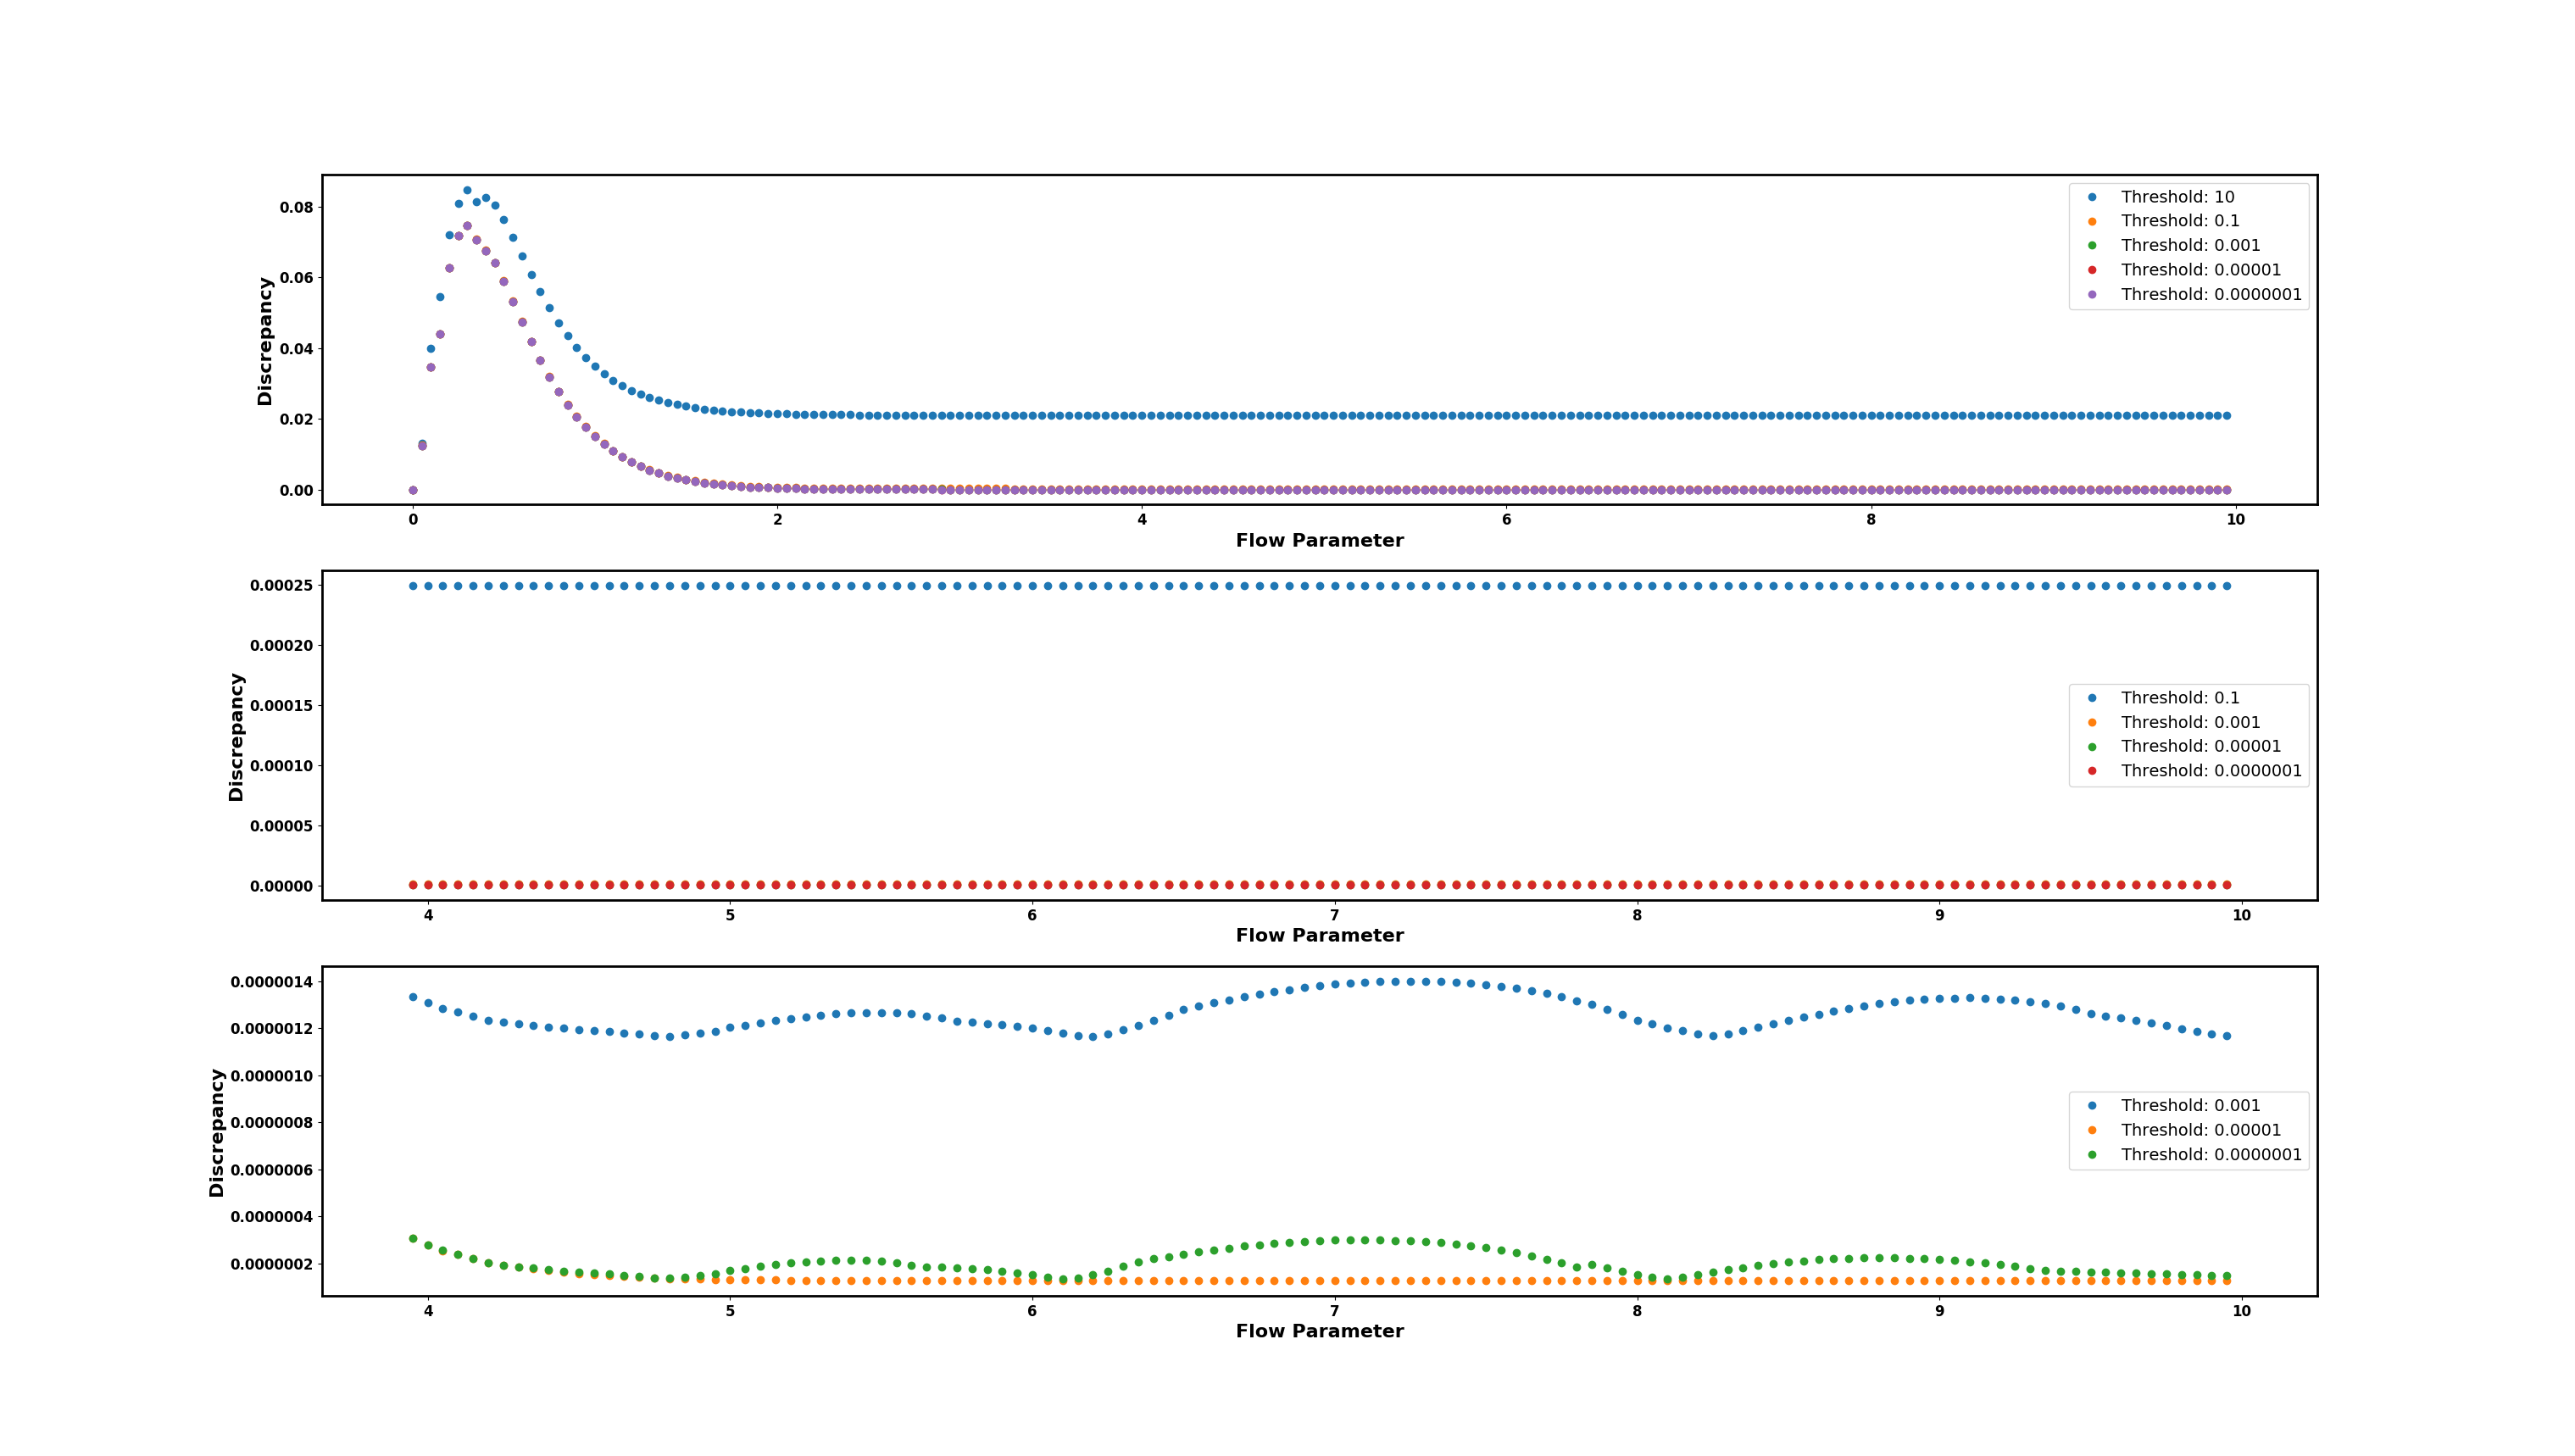 0.08
0.06
0.04
0.02
0.00
Discrepancy
Threshold: 10
Threshold: 0.1
Threshold: 0.001
Threshold: 0.00001
Threshold: 0.0000001
0 2 4 6 8 10
Flow Parameter
0.00025
0.00020
0.00015
0.00010
0.00005
0.00000
Discrepancy
Threshold: 0.1
Threshold: 0.001
Threshold: 0.00001
Threshold: 0.0000001
4 5 6 7 8 9 10
Flow Parameter
0.0000014
0.0000012
0.0000010
0.0000008
0.0000006
0.0000004
0.0000002
Discrepancy
Threshold: 0.001
Threshold: 0.00001
Threshold: 0.0000001
4 5 6 7 8 9 10
Flow Parameter